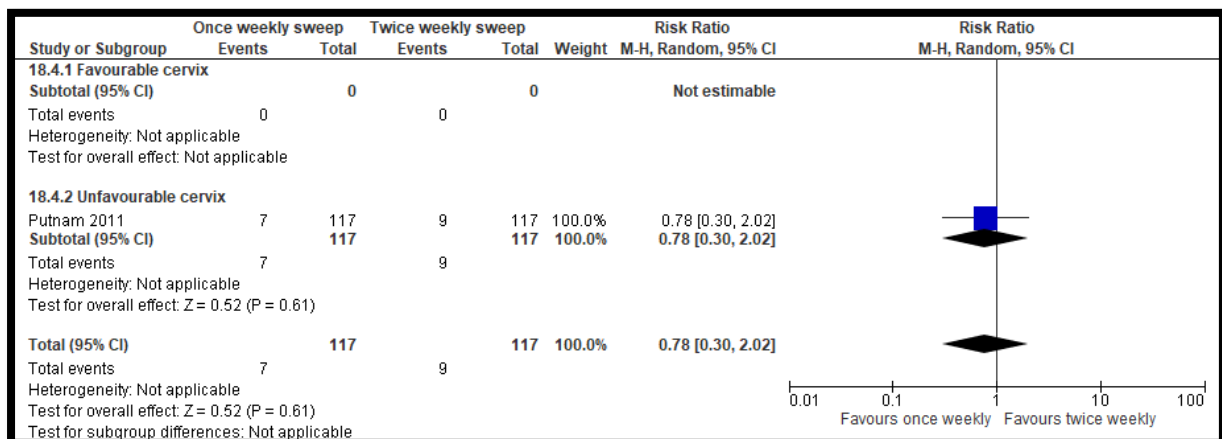 Once weekly sweep Twice weekly sweep Risk Ratio Risk Ratio
Study or Subgroup Events Total Events Total Weight M-H, Random, 95% CI M-H, Random, 95% CI
18.4.1 Favourable cervix
Subtotal (95% CI) 0 0 Not estimable
Total events 0 0
Heterogeneity: Not applicable
Test for overall effect: Not applicable
18.4.2 Unfavourable cervix
Putnam 2011 7 117 9 117 100.0% 0.78 [0.30, 2.02]
Subtotal (95% CI) 117 117 100.0% 0.78 [0.30, 2.02]
Total events 7 9
Heterogeneity: Not applicable
Test for overall effect: Z = 0.52 (P = 0.61)
Total (95% CI) 117 117 100.0% 0.78 [0.30, 2.02]
Total events 7 9
Heterogeneity: Not applicable
Test for overall effect: Z = 0.52 (P = 0.61)
Test for subgroup differences: Not applicable
0.01 0.1 1 10 100
Favours once weekly Favours twice weekly